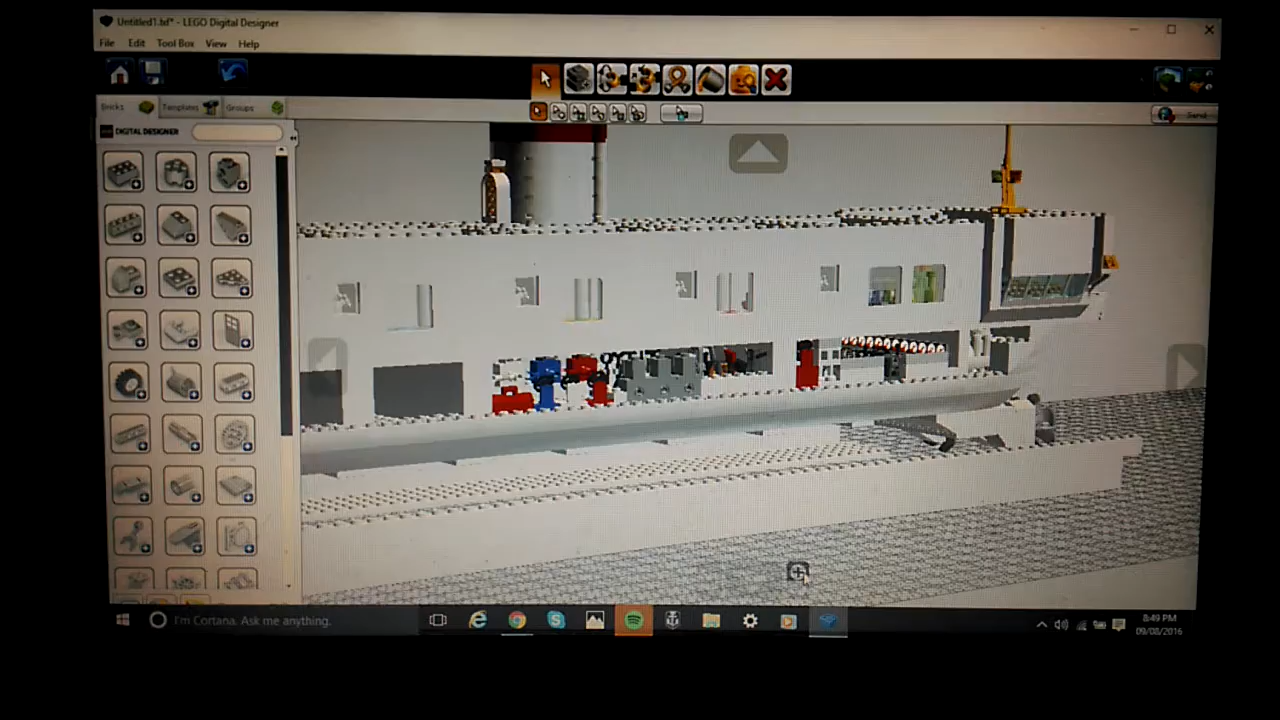 Untitled1.lxf* - LEGO Digital Designer
File Edit Tool Box View Help
Bricks Templates Groups
DIGITAL DESIGNER
Send
I'm Cortana. Ask me anything.
8:49 PM
09/08/2016